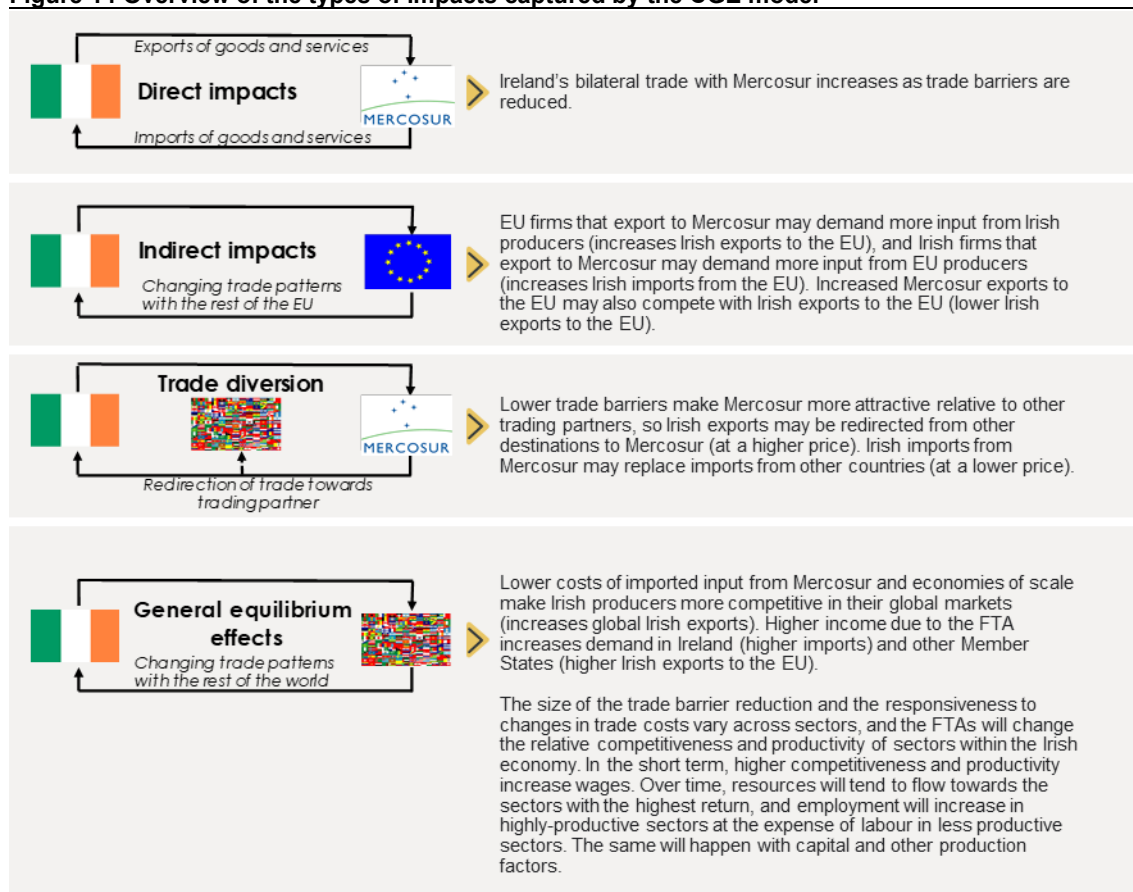 Exports of goods and services
Direct impacts
MERCOSUR
Imports of goods and services
Ireland's bilateral trade with Mercosur increases as trade barriers are
reduced.
Indirect impacts
Changing trade patterns
with the rest of the EU
EU firms that export to Mercosur may demand more input from Irish
producers (increases Irish exports to the EU), and Irish firms that
export to Mercosur may demand more input from EU producers
(increases Irish imports from the EU). Increased Mercosur exports to
the EU may also compete with Irish exports to the EU (lower Irish
exports to the EU).
Trade diversion
MERCOSUR
Redirection of trade towards
trading partner
Lower trade barriers make Mercosur more attractive relative to other
trading partners, so Irish exports may be redirected from other
destinations to Mercosur (at a higher price). Irish imports from
Mercosur may replace imports from other countries (at a lower price).
General equilibrium
effects
Changing trade patterns
with the rest of the world
Lower costs of imported input from Mercosur and economies of scale
make Irish producers more competitive in their global markets
(increases global Irish exports). Higher income due to the FTA
increases demand in Ireland (higher imports) and other Member
States (higher Irish exports to the EU).
The size of the trade barrier reduction and the responsiveness to
changes in trade costs vary across sectors, and the FTAs will change
the relative competitiveness and productivity of sectors within the Irish
economy. In the short term, higher competitiveness and productivity
increase wages. Over time, resources will tend to flow towards the
sectors with the highest return, and employment will increase in
highly-productive sectors at the expense of labour in less productive
sectors. The same will happen with capital and other production
factors.